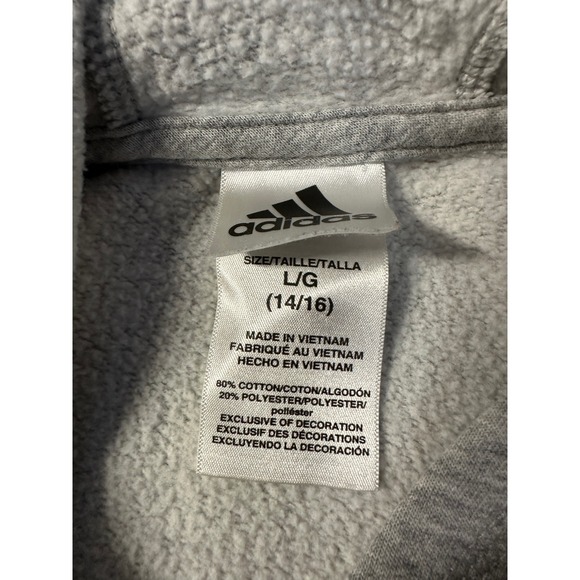 adidas
SIZE/TAILLE/TALLA
L/G
(14/16)
MADE IN VIETNAM
FABRIQUÉ AU VIETNAM
HECHO EN VIETNAM
80% COTTON/COTON/ALGODÓN
20% POLYESTER/POLYESTER/
poliéster
EXCLUSIVE OF DECORATION
EXCLUSIF DES DÉCORATIONS
EXCLUYENDO LA DECORACIÓN